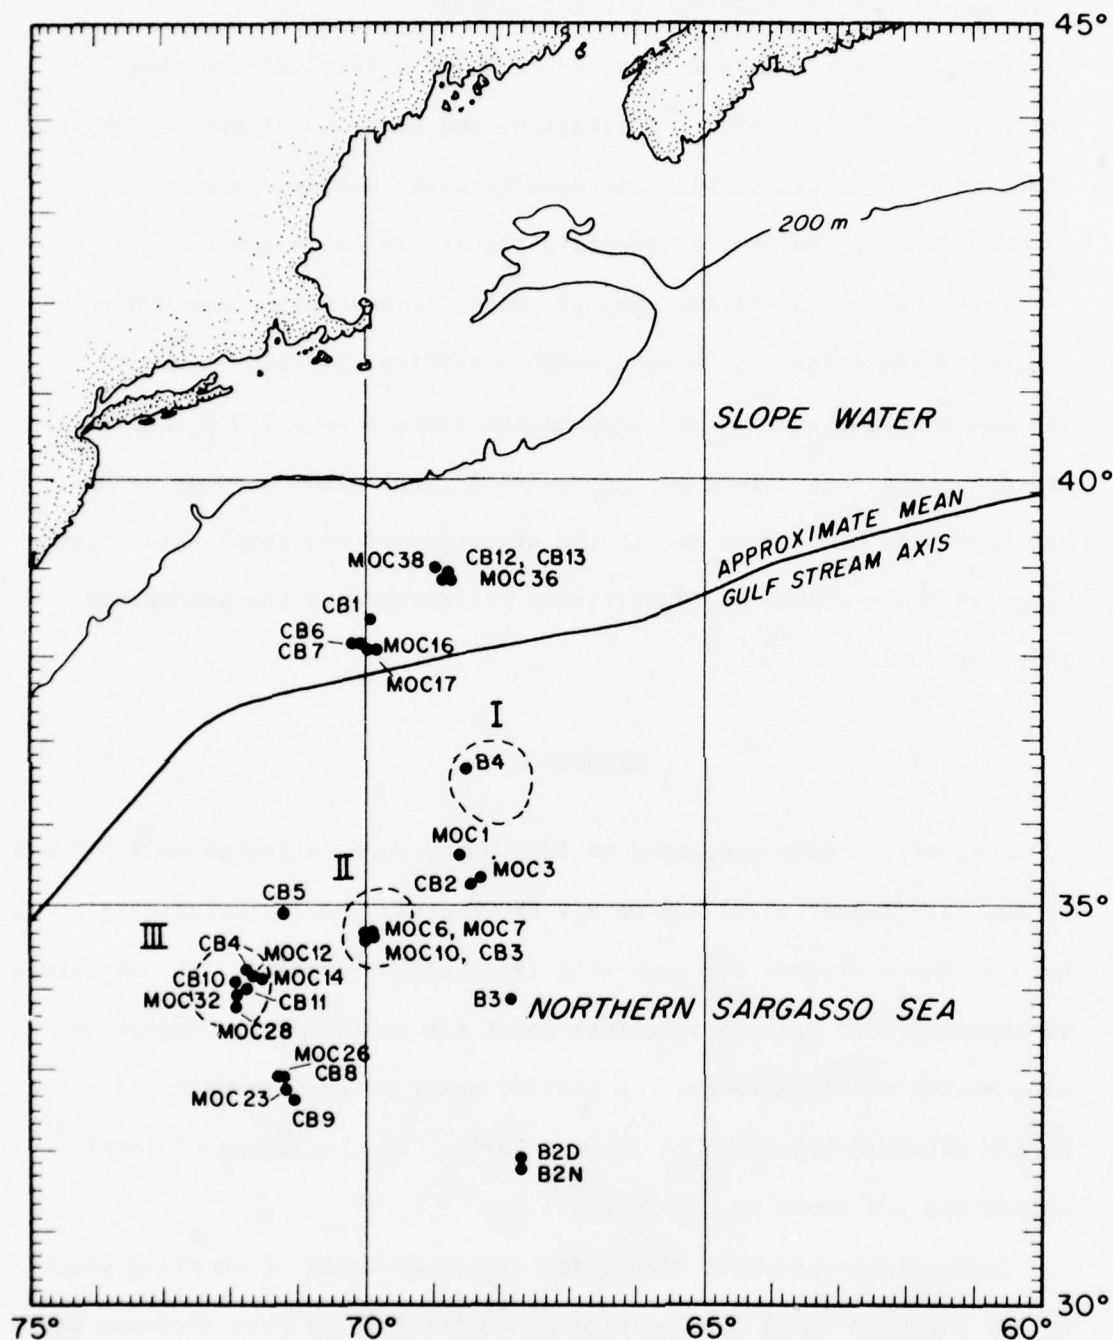 45°
200 m
SLOPE WATER
40°
APPROXIMATE MEAN
GULF STREAM AXIS
MOC38
CB12, CB13
MOC36
CB1
CB6
CB7
MOC16
MOC17
I
B4
MOC1
MOC3
CB2
II
CB5
35°
III
MOC6, MOC7
MOC10, CB3
CB4
MOC12
CB10
MOC14
MOC32
CB11
MOC28
B3
NORTHERN SARGASSO SEA
MOC26
CB8
MOC23
CB9
B2D
B2N
75°
70°
65°
60°
30°